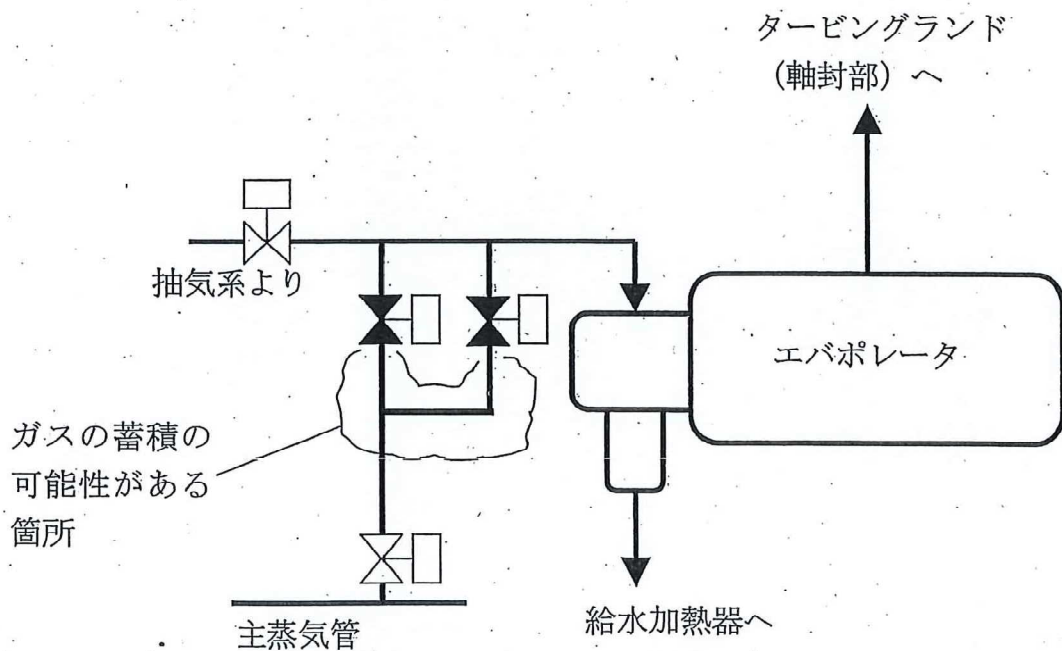 タービングランド
（軸封部）へ
抽気系より
エバポレータ
ガスの蓄積の
可能性がある
箇所
主蒸気管
給水加熱器へ